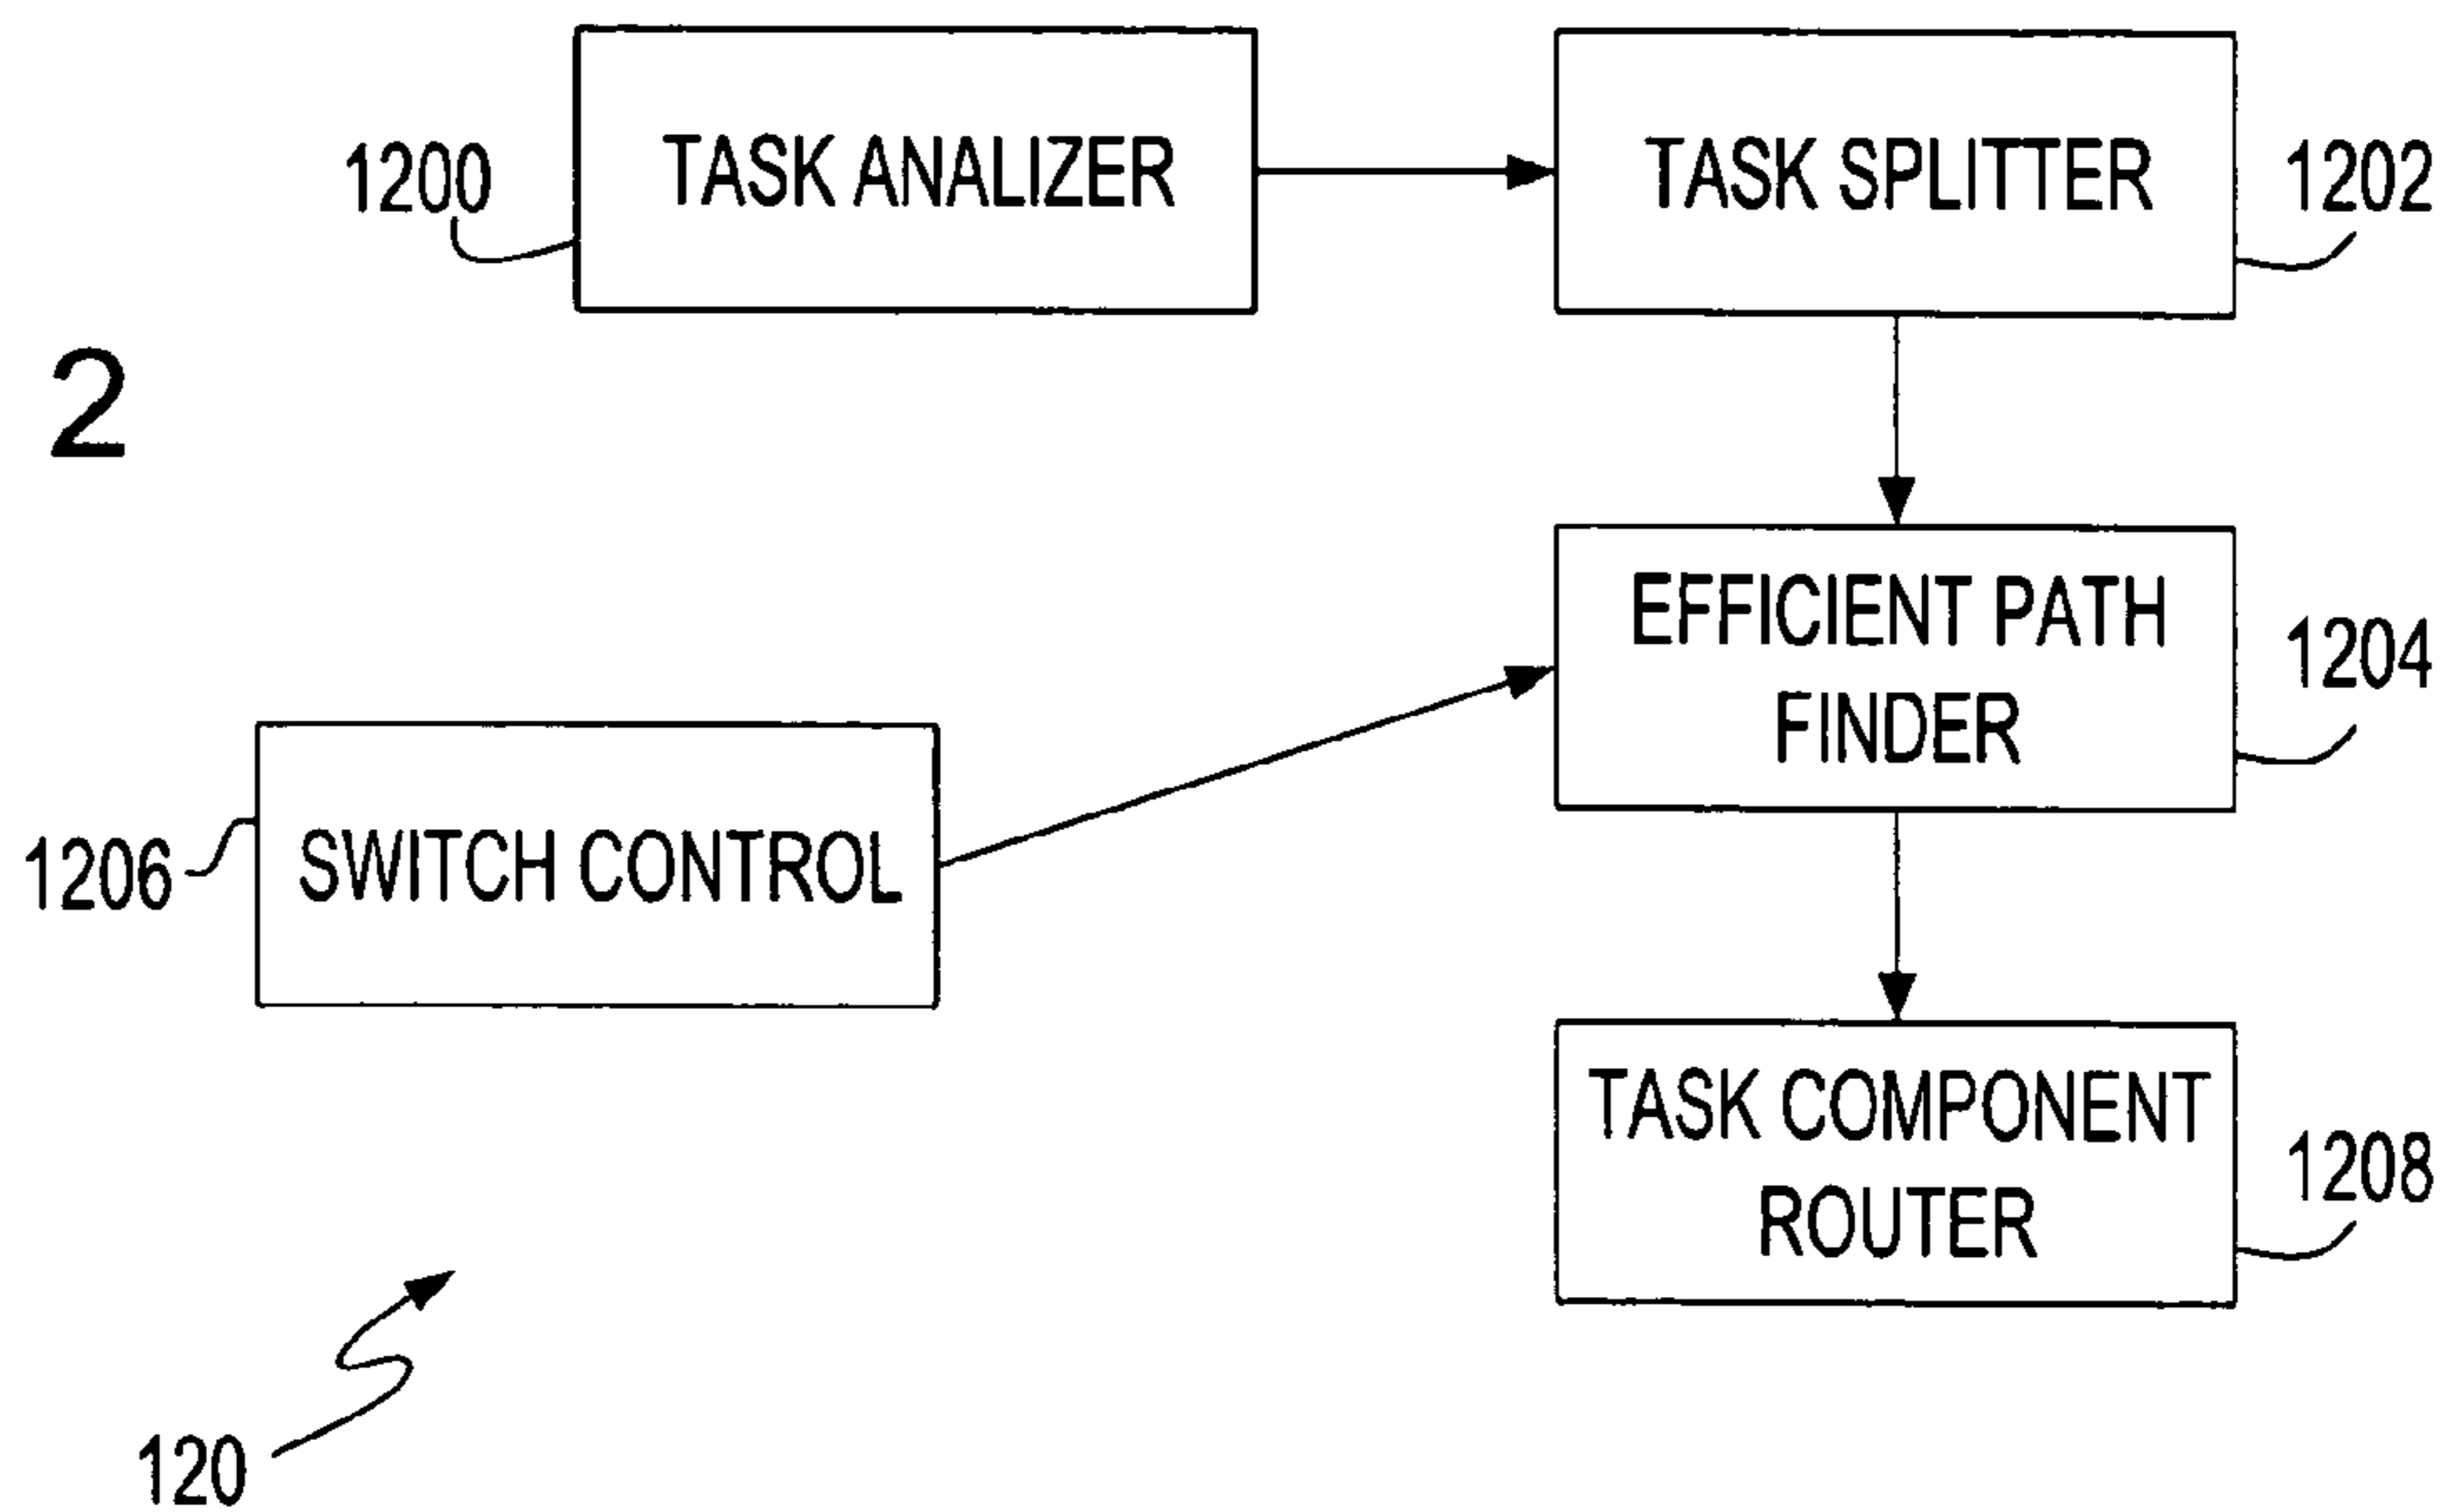 1200
TASK ANALIZER
TASK SPLITTER
1202
2
EFFICIENT PATH
FINDER
1204
1206
SWITCH CONTROL
TASK COMPONENT
ROUTER
1208
120